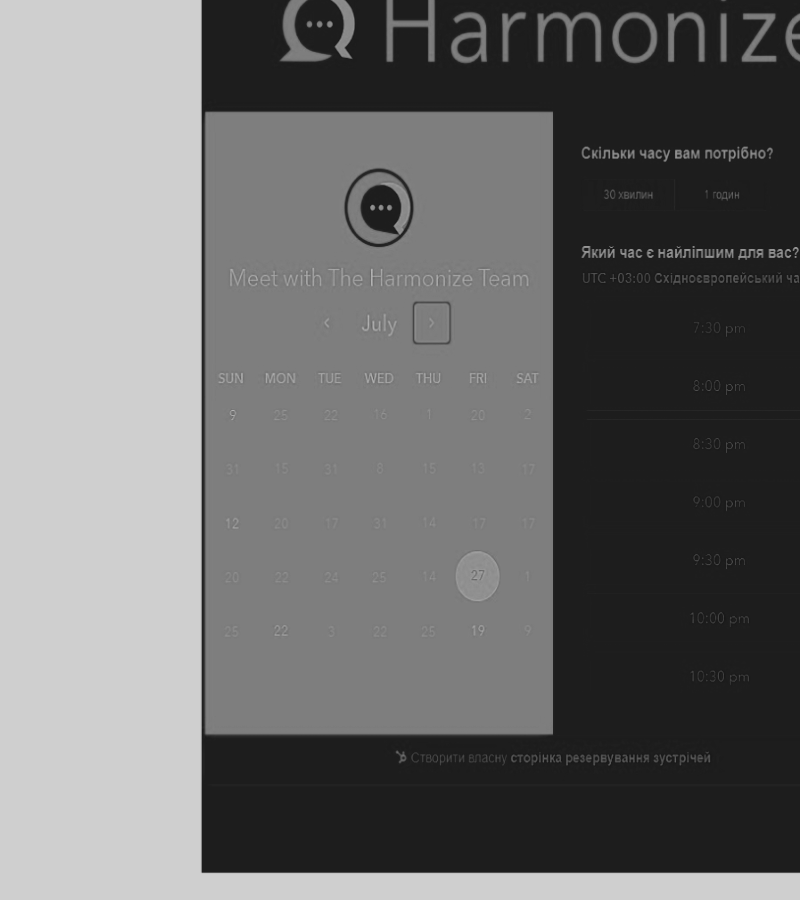 Harmonize
Meet with The Harmonize Team
July
SUN MON TUE WED THU FRI SAT
9 25 22 16 1 20 2
31 15 31 8 15 13 17
12 20 17 31 14 17 17
20 22 24 25 14 27 1
25 22 3 22 25 19 9
Скільки часу вам потрібно?
30 хвилин 1 годин
Який час є найліпшим для вас?
UTC +03:00 Східноєвропейський ча
7:30 pm
8:00 pm
8:30 pm
9:00 pm
9:30 pm
10:00 pm
10:30 pm
Створити власну сторінка резервування зустрічей